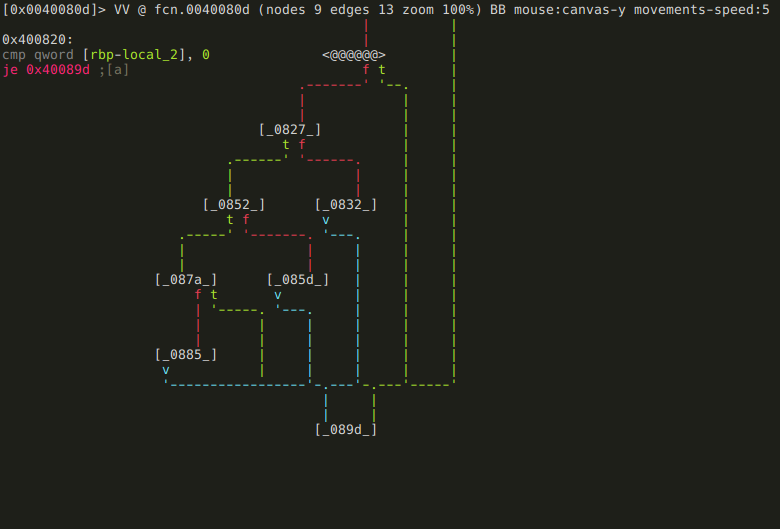 [0x0040080d]> VV @ fcn.0040080d (nodes 9 edges 13 zoom 100%) BB mouse:canvas-y movements-speed:5
0x400820:
cmp qword [rbp-local_2], 0
<@@@@@@>
je 0x40089d ;[a]
f t
[_0827_]
t f
[_0852_] [_0832_]
t f v
[_087a_] [_085d_]
f t v
[_0885_]
v
[_089d_]